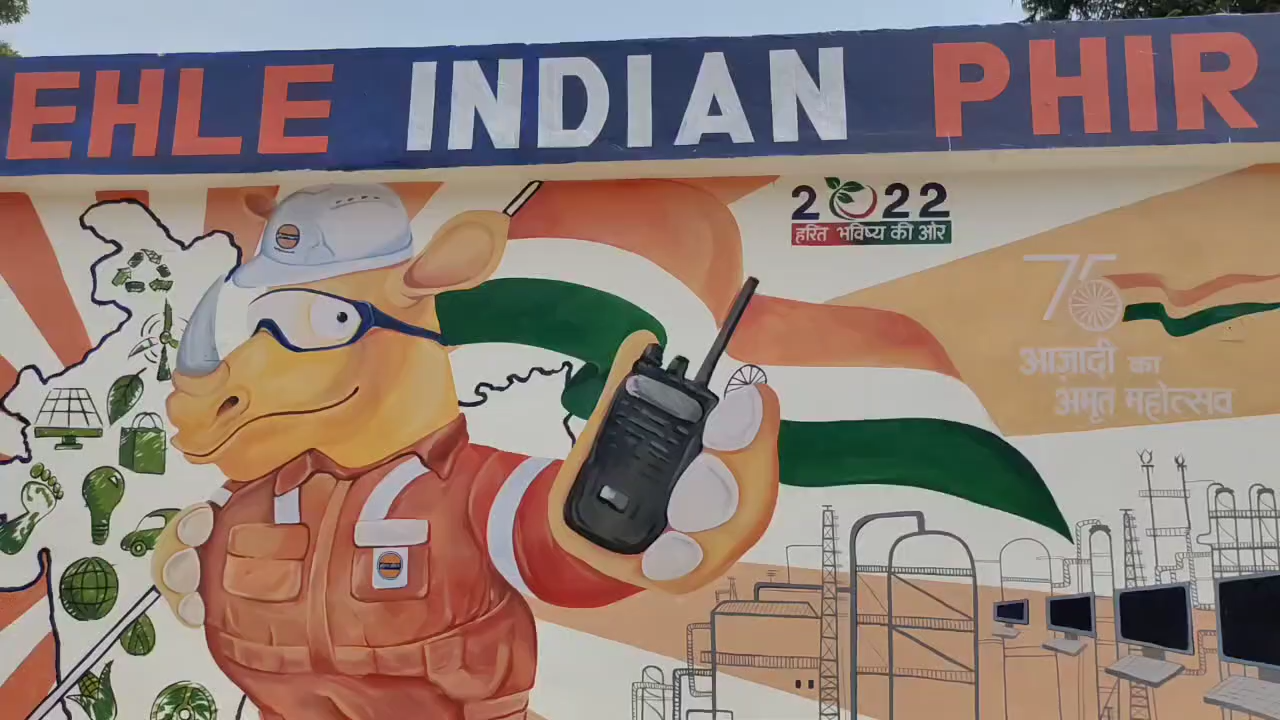 EHLE INDIAN PHIR
2022
हरित भविष्य की ओर
75
आज़ादी का
अमृत महोत्सव